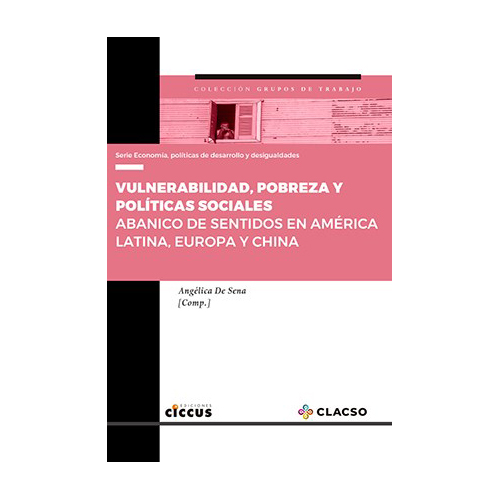 COLECCIÓN GRUPOS DE TRABAJO
Serie Economía, políticas de desarrollo y desigualdades
VULNERABILIDAD, POBREZA Y
POLÍTICAS SOCIALES
ABANICO DE SENTIDOS EN AMÉRICA
LATINA, EUROPA Y CHINA
Angélica De Sena
[Comp.]
EDICIONES
ciccus
CLACSO